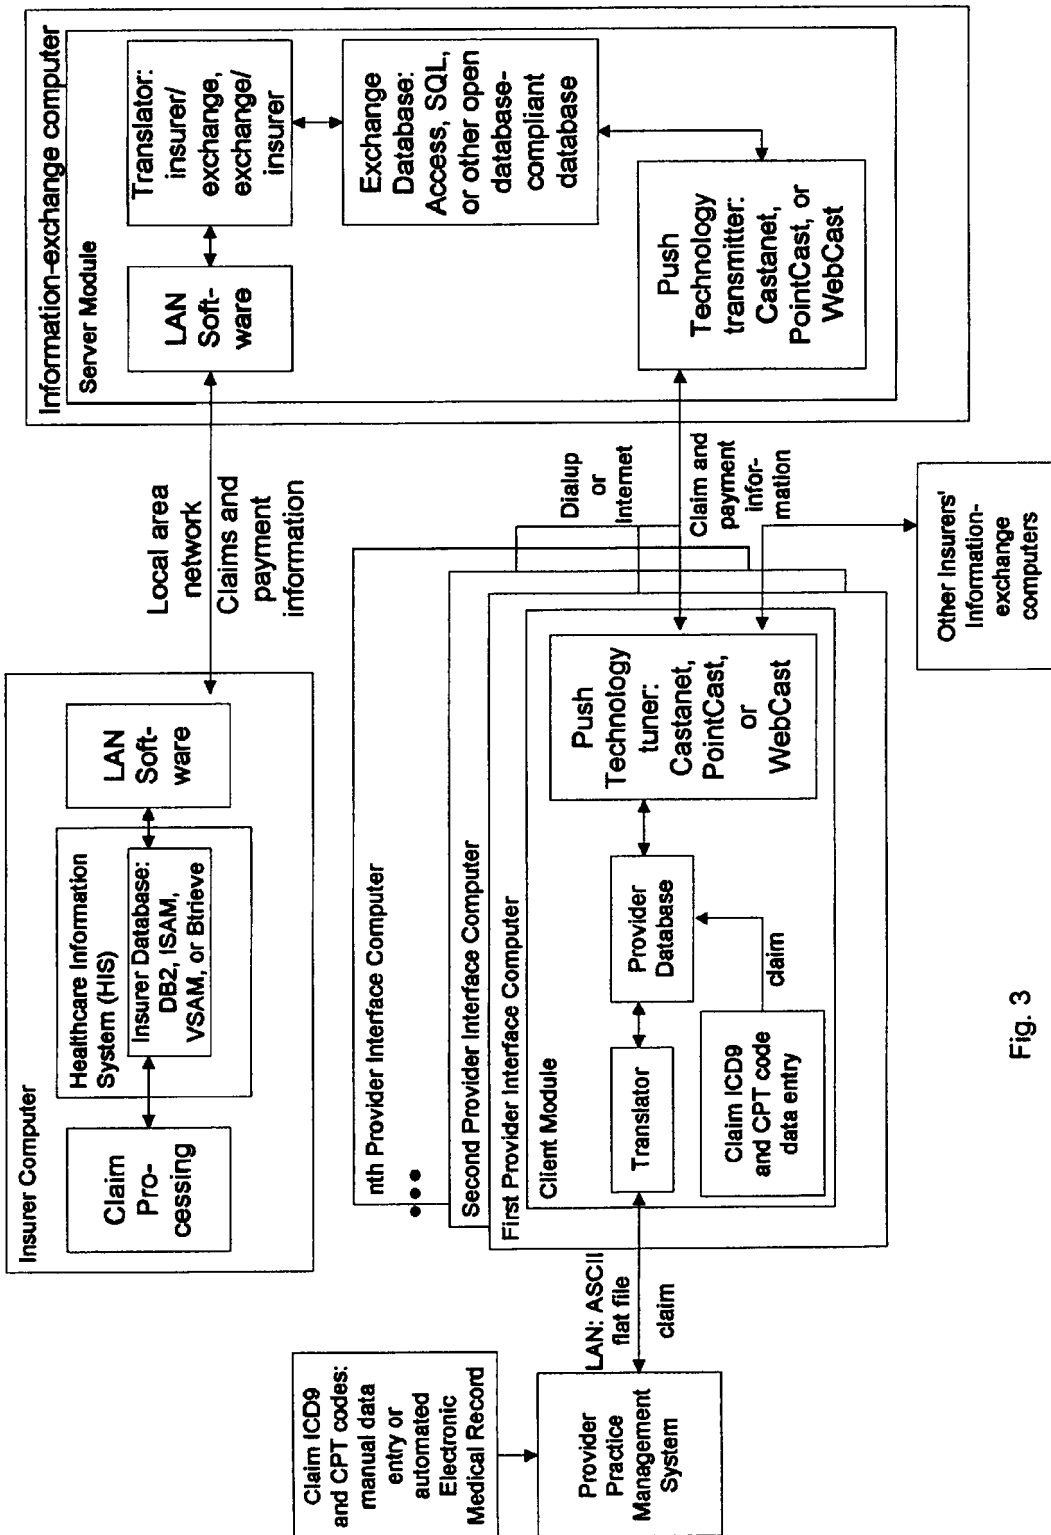 Insurer Computer
Claim
Pro-
cessing
Healthcare Information
System (HIS)
Insurer Database:
DB2, ISAM,
VSAM, or Btrieve
LAN
Soft-
ware
Local area
network
Claims and
payment
information
Information-exchange computer
Server Module
LAN
Soft-
ware
Translator:
insurer/
exchange,
exchange/
insurer
Exchange
Database:
Access, SQL,
or other open
database-
compliant
database
Push
Technology
transmitter:
Castanet,
PointCast, or
WebCast
Dialup
or
Internet
Claim and
payment
infor-
mation
nth Provider Interface Computer
Second Provider Interface Computer
First Provider Interface Computer
Client Module
Translator
Provider
Database
Push
Technology
tuner:
Castanet,
PointCast,
or
WebCast
Claim ICD9
and CPT code
data entry
claim
LAN: ASCII
flat file
claim
Claim ICD9
and CPT codes:
manual data
entry or
automated
Electronic
Medical Record
Provider
Practice
Management
System
Other Insurers'
Information-
exchange
computers
Fig. 3